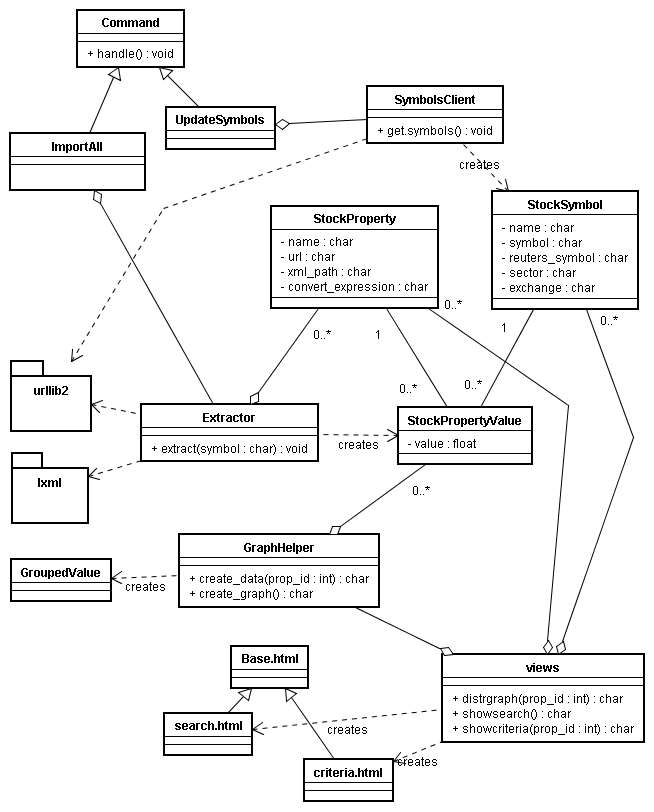 Command
+ handle() : void
UpdateSymbols
SymbolsClient
+ get.symbols() : void
ImportAll
creates
StockProperty
- name : char
- url : char
- xml_path : char
- convert_expression : char
StockSymbol
- name : char
- symbol : char
- reuters_symbol : char
- sector : char
- exchange : char
0..*
0..*
1
1
0..*
0..*
0..*
urllib2
Extractor
+ extract(symbol : char) : void
creates
StockPropertyValue
- value : float
lxml
0..*
GraphHelper
+ create_data(prop_id : int) : char
+ create_graph() : char
GroupedValue
creates
Base.html
views
+ distrgraph(prop_id : int) : char
+ showsearch() : char
+ showcriteria(prop_id : int) : char
search.html
creates
creates
criteria.html